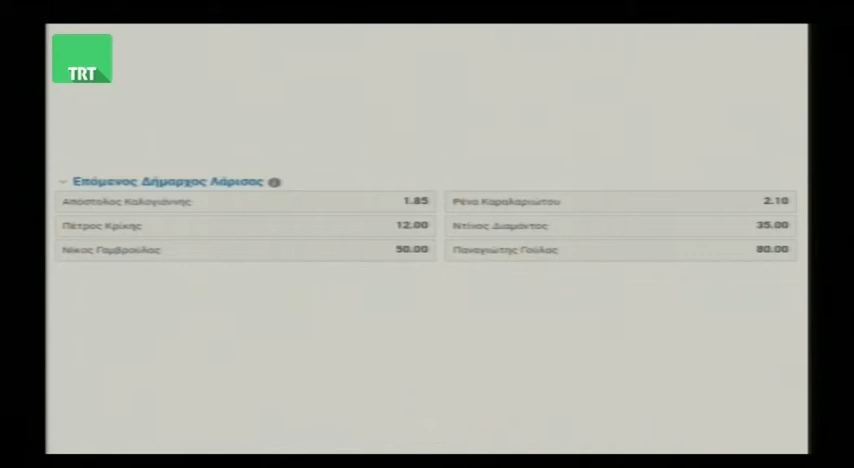 TRT
Επόμενος Δήμαρχος Λάρισας
Απόστολος Καλογιάννης 1.85
Ρένα Καραλαριώτου 2.10
Πέτρος Κρίκης 12.00
Ντίνος Διαμάντος 35.00
Νίκος Γαμβρούλας 50.00
Παναγιώτης Γούλας 80.00